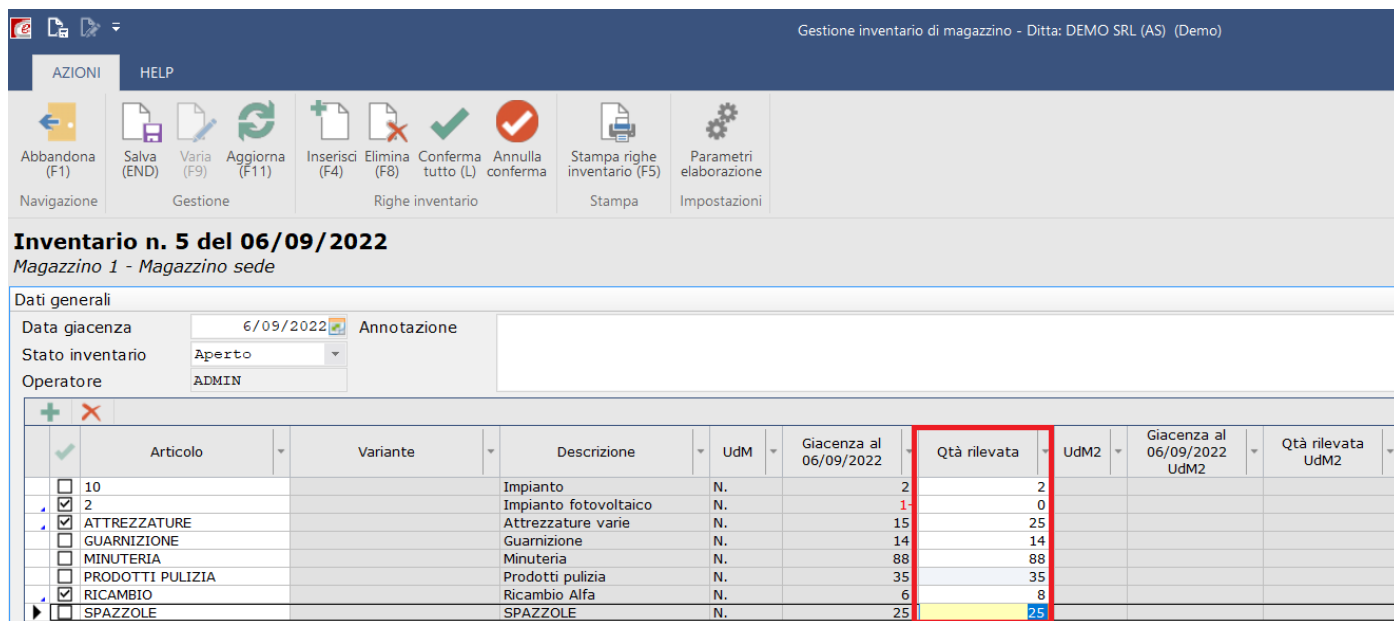 Gestione inventario di magazzino - Ditta: DEMO SRL (AS) (Demo)
AZIONI HELP
Abbandona (F1) Salva (END) Varia (F9) Aggiorna (F11) Inserisci (F4) Elimina (F8) Conferma tutto (L) Annulla conferma Stampa righe inventario (F5) Parametri elaborazione
Navigazione Gestione Righe inventario Stampa Impostazioni
Inventario n. 5 del 06/09/2022
Magazzino 1 - Magazzino sede
Dati generali
Data giacenza 6/09/2022 Annotazione
Stato inventario Aperto
Operatore ADMIN
Articolo Variante Descrizione UdM Giacenza al 06/09/2022 Qtà rilevata UdM2 Giacenza al 06/09/2022 UdM2 Qtà rilevata UdM2
10 Impianto N. 2 2
2 Impianto fotovoltaico N. 1- 0
ATTREZZATURE Attrezzature varie N. 15 25
GUARNIZIONE Guarnizione N. 14 14
MINUTERIA Minuteria N. 88 88
PRODOTTI PULIZIA Prodotti pulizia N. 35 35
RICAMBIO Ricambio Alfa N. 6 8
SPAZZOLE SPAZZOLE N. 25 25